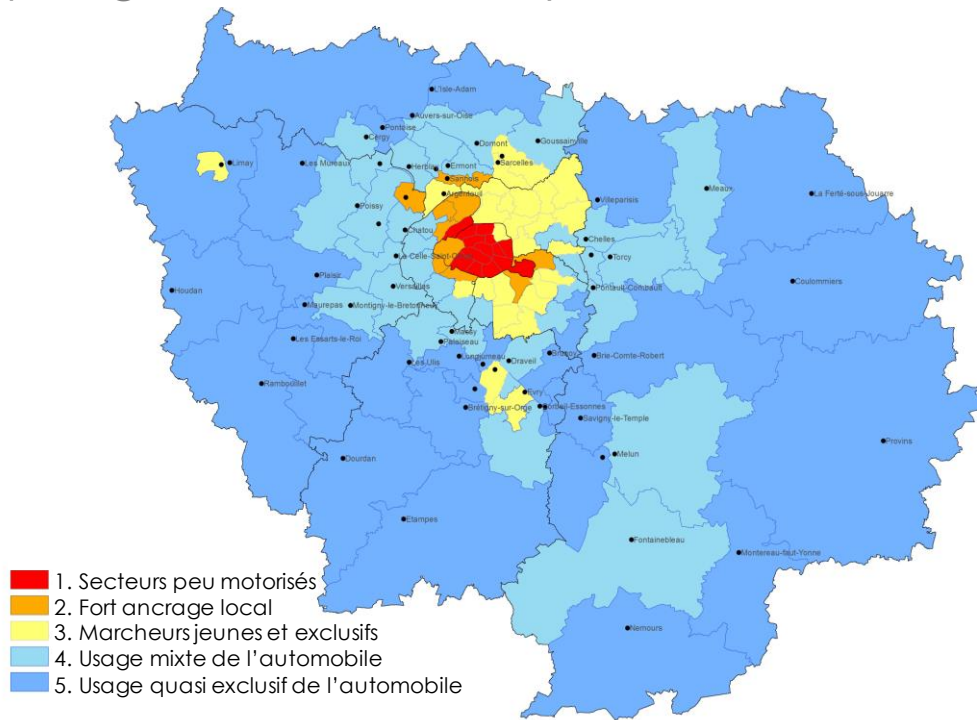 L'Isle-Adam
Auvers-sur-Oise
Pontoise
Cergy
Domont
Goussainville
Limay
Les Mureaux
Herblay
Ermont
Sarcelles
Sannois
Meaux
La Ferté-sous-Jouarre
Argenteuil
Villeparisis
Poissy
Chatou
Chelles
La Celle-Saint-Cloud
Torcy
Plaisir
Coulommiers
Houdan
Versailles
Pontault-Combault
Maurepas
Montigny-le-Bretonneux
Massy
Les Essarts-le-Roi
Palaiseau
Longjumeau
Draveil
Brunoy
Brie-Comte-Robert
Les Ulis
Rambouillet
Evry
Brétigny-sur-Orge
Corbeil-Essonnes
Savigny-le-Temple
Provins
Dourdan
Melun
Etampes
Fontainebleau
Montereau-faut-Yonne
1. Secteurs peu motorisés
2. Fort ancrage local
3. Marcheurs jeunes et exclusifs
Nemours
4. Usage mixte de l'automobile
5. Usage quasi exclusif de l'automobile